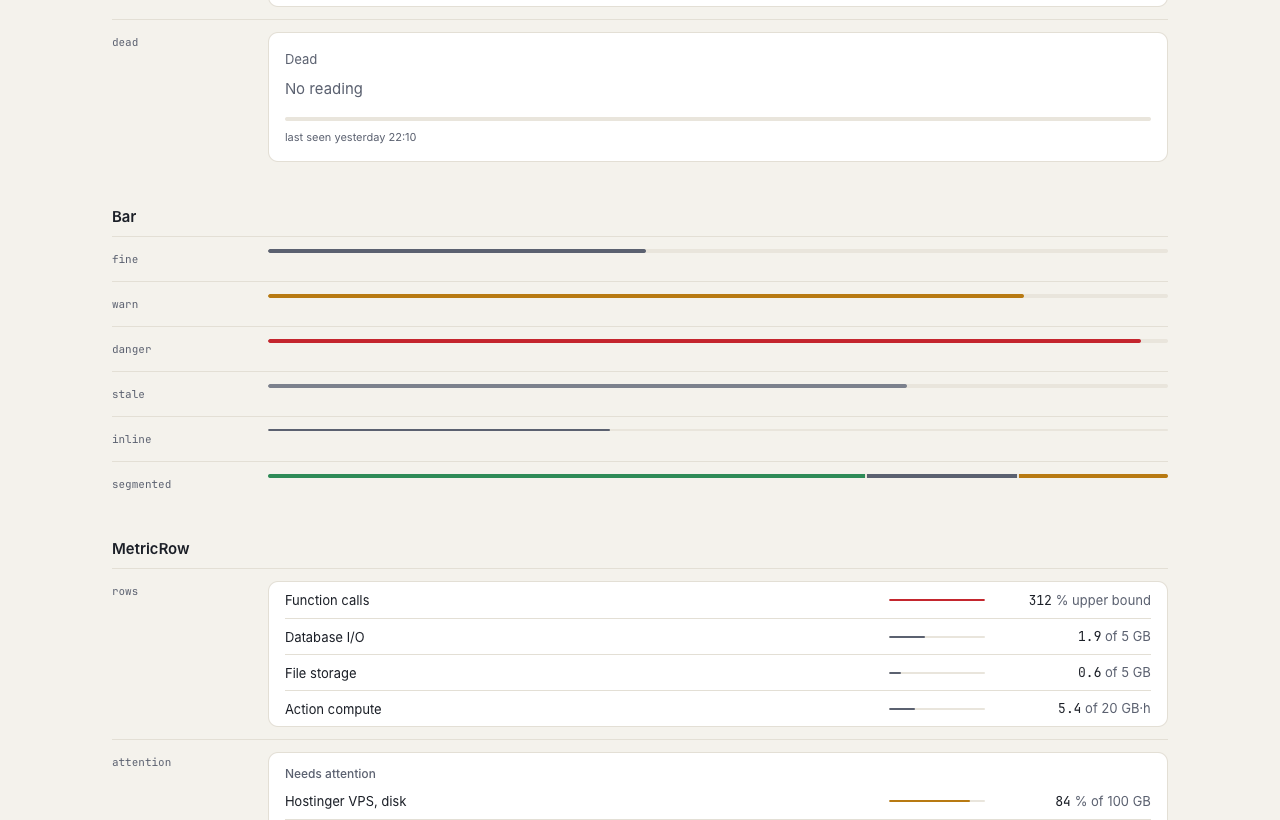 dead
Dead
No reading
last seen yesterday 22:10
Bar
fine
warn
danger
stale
inline
segmented
MetricRow
rows
Function calls 312 % upper bound
Database I/O 1.9 of 5 GB
File storage 0.6 of 5 GB
Action compute 5.4 of 20 GB·h
attention
Needs attention
Hostinger VPS, disk 84 % of 100 GB